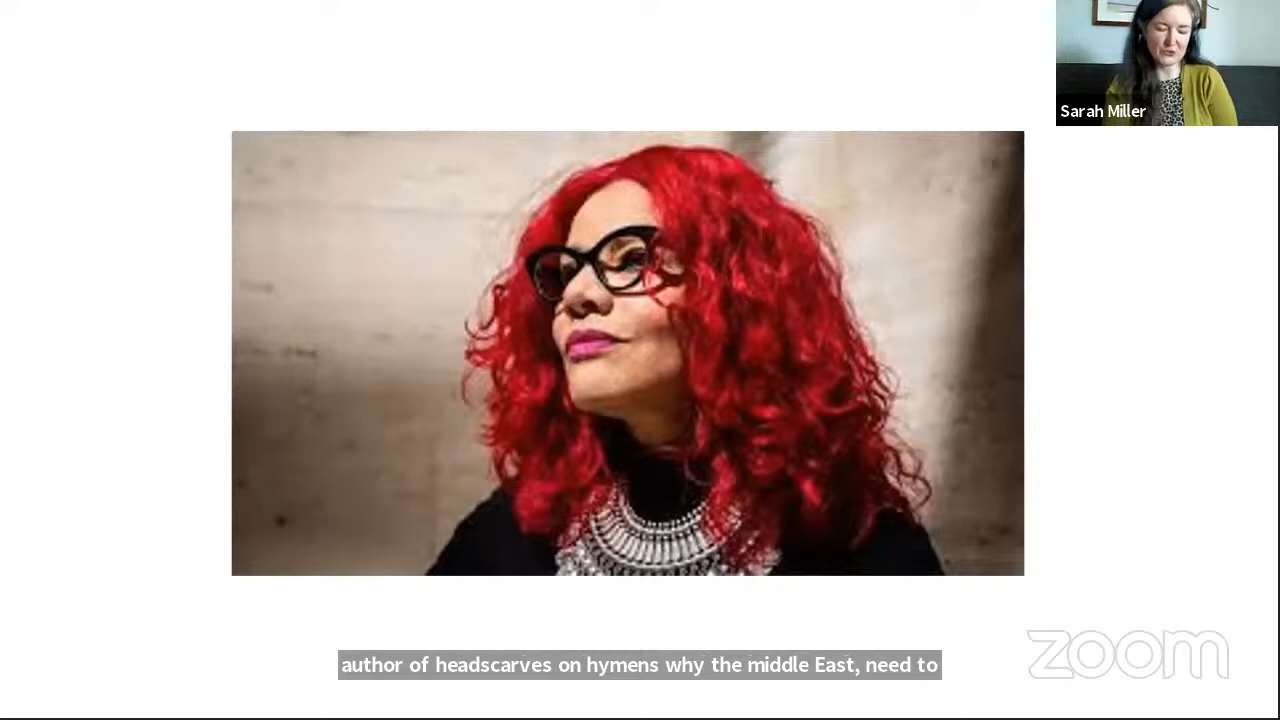 Sarah Miller
author of headscarves on hymens why the middle East, need to
zoom